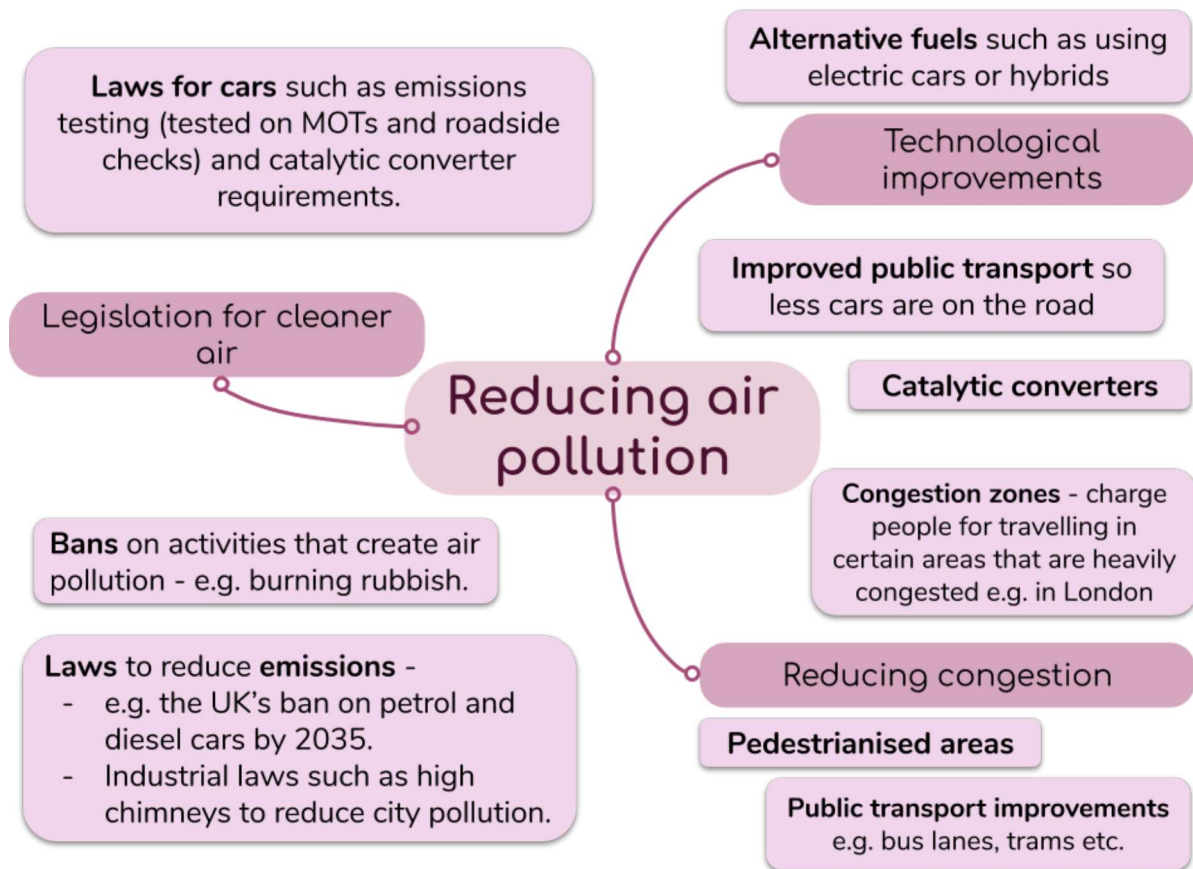 Laws for cars such as emissions
testing (tested on MOTs and roadside
checks) and catalytic converter
requirements.
Legislation for cleaner
air
Bans on activities that create air
pollution - e.g. burning rubbish.
Laws to reduce emissions -
- e.g. the UK's ban on petrol and
diesel cars by 2035.
- Industrial laws such as high
chimneys to reduce city pollution.
Reducing air
pollution
Alternative fuels such as using
electric cars or hybrids
Technological
improvements
Improved public transport so
less cars are on the road
Catalytic converters
Congestion zones - charge
people for travelling in
certain areas that are heavily
congested e.g. in London
Reducing congestion
Pedestrianised areas
Public transport improvements
e.g. bus lanes, trams etc.